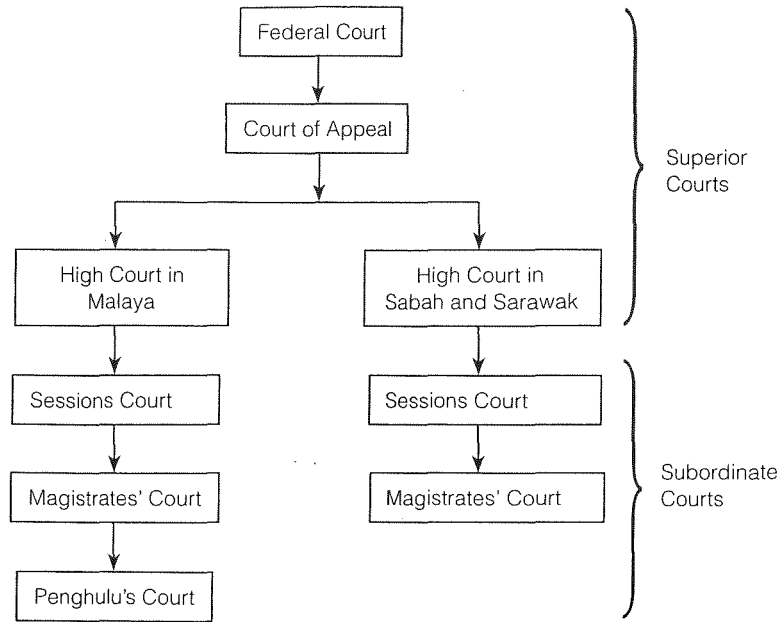 Federal Court
Court of Appeal
Superior
Courts
High Court in
Malaya
High Court in
Sabah and Sarawak
Sessions Court
Sessions Court
Magistrates' Court
Magistrates' Court
Subordinate
Courts
Penghulu's Court